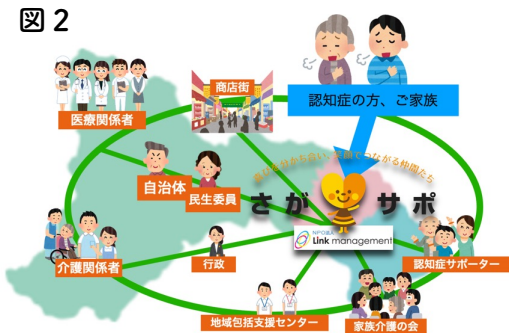 図2
商店街
認知症の方、ご家族
医療関係者
自治体
民生委員
さがサポ
NPO法人
Link management
介護関係者
行政
認知症サポーター
地域包括支援センター
家族介護の会